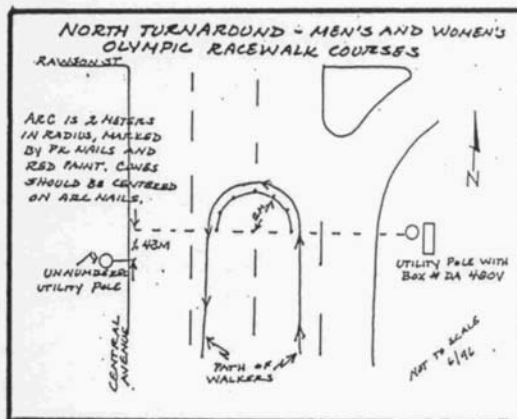 NORTH TURNAROUND - MEN'S AND WOMEN'S
OLYMPIC RACEWALK COURSES
RAWSON ST
ARC IS 2 METERS
IN RADIUS, MARKED
BY PK NAILS AND
RED PAINT. CONES
SHOULD BE CENTERED
ON ARC NAILS.
N
2M
.43M
UNNUMBERED
UTILITY POLE
UTILITY POLE WITH
BOX # DA 480V
CENTRAL
AVENUE
PATH OF
WALKERS
NOT TO SCALE
6/96